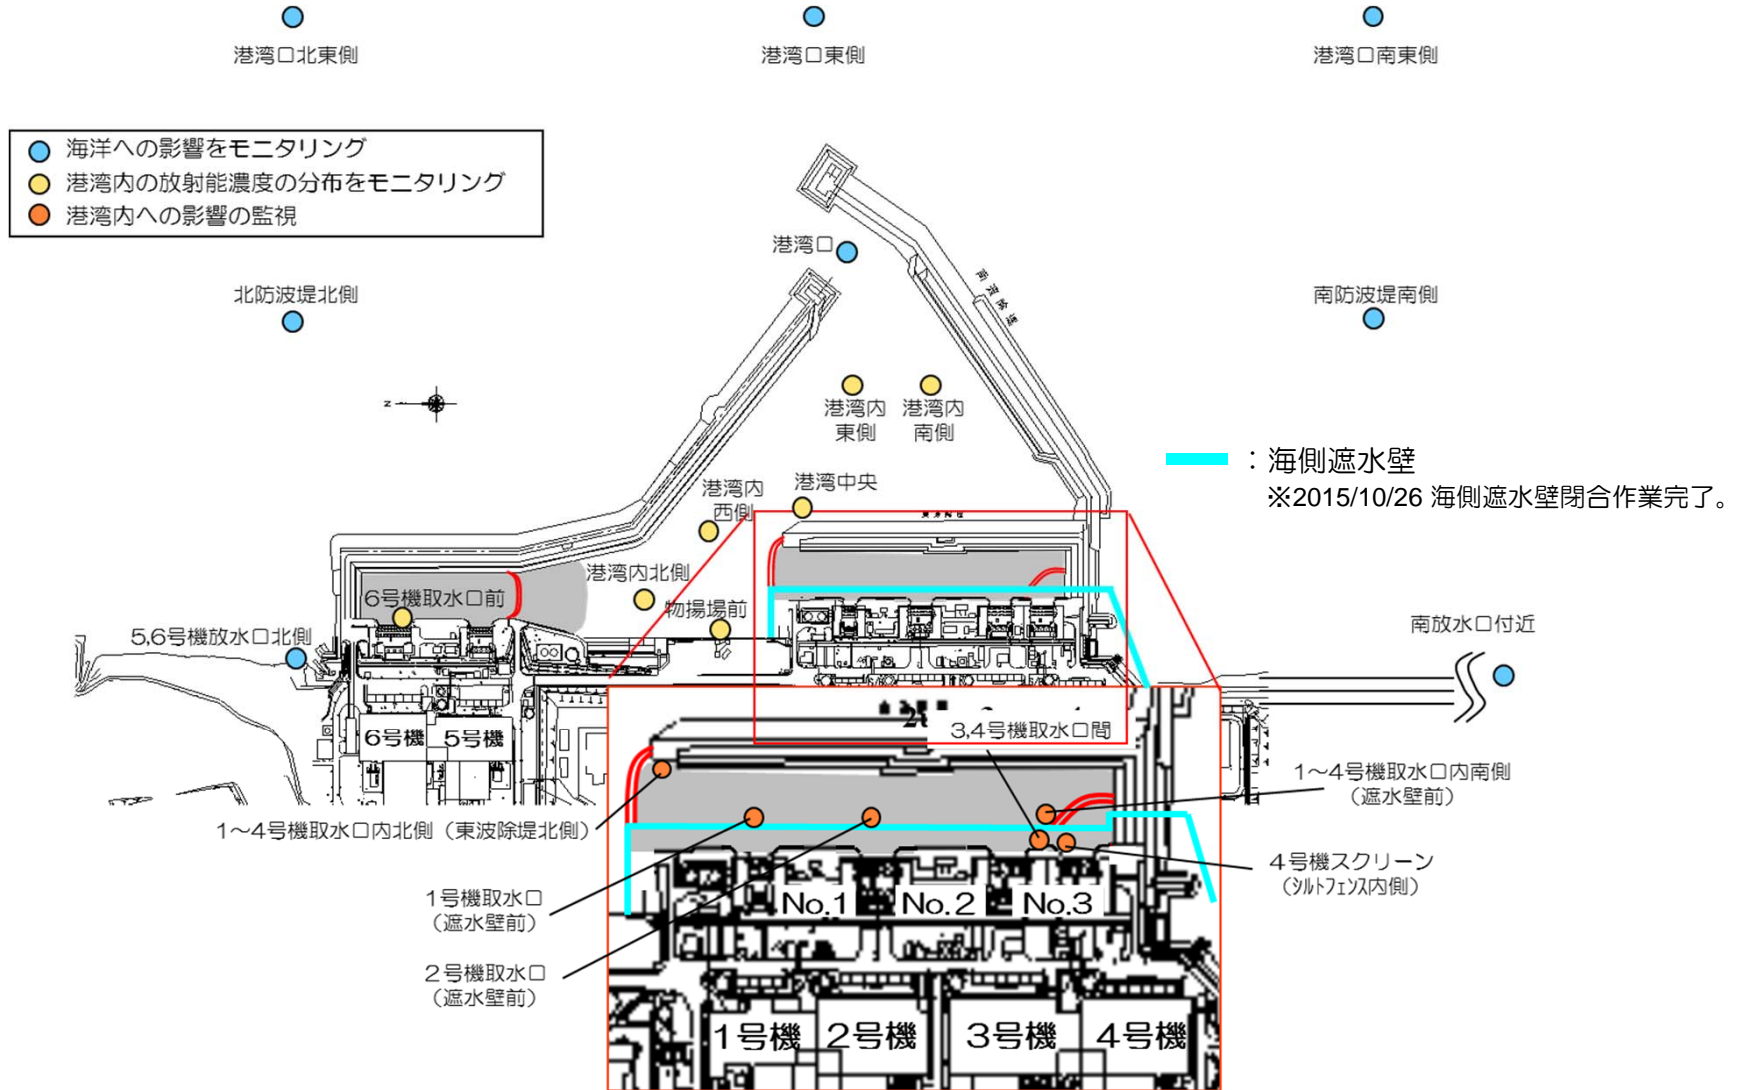 港湾口北東側
港湾口東側
港湾口南東側
海洋への影響をモニタリング
港湾内の放射能濃度の分布をモニタリング
港湾内への影響の監視
港湾口
北防波堤北側
南防波堤南側
N
港湾内
東側
港湾内
南側
:海側遮水壁
※2015/10/26 海側遮水壁閉合作業完了。
港湾内
西側
港湾中央
港湾内北側
6号機取水口前
物揚場前
5,6号機放水口北側
南放水口付近
6号機
5号機
3,4号機取水口間
1~4号機取水口内南側
(遮水壁前)
1~4号機取水口内北側(東波除堤北側)
4号機スクリーン
(シルトフェンス内側)
1号機取水口
(遮水壁前)
No.1
No.2
No.3
2号機取水口
(遮水壁前)
1号機
2号機
3号機
4号機